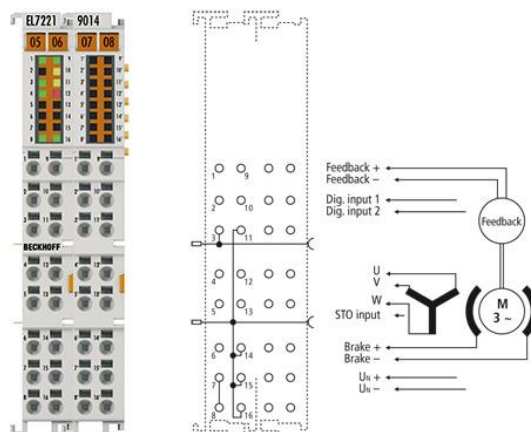 EL7221 9014
05 06 07 08
BECKHOFF
1 9
2 10
3 11
4 12
5 13
6 14
7 15
8 16
Feedback +
Feedback –
Dig. input 1
Dig. input 2
Feedback
U
V
W
STO input
M
3 ~
Brake +
Brake –
UN +
UN –